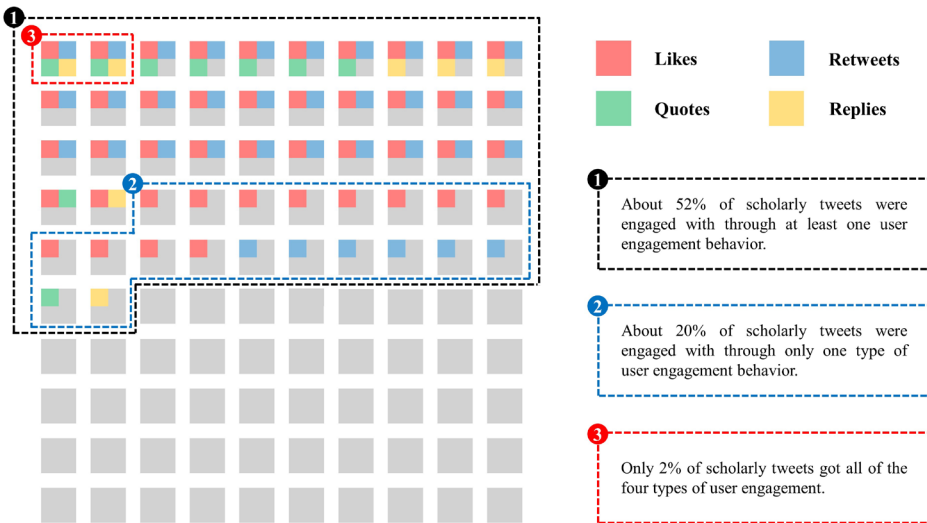 1
3
2
Likes
Retweets
Quotes
Replies
1
About 52% of scholarly tweets were
engaged with through at least one user
engagement behavior.
2
About 20% of scholarly tweets were
engaged with through only one type of
user engagement behavior.
3
Only 2% of scholarly tweets got all of the
four types of user engagement.